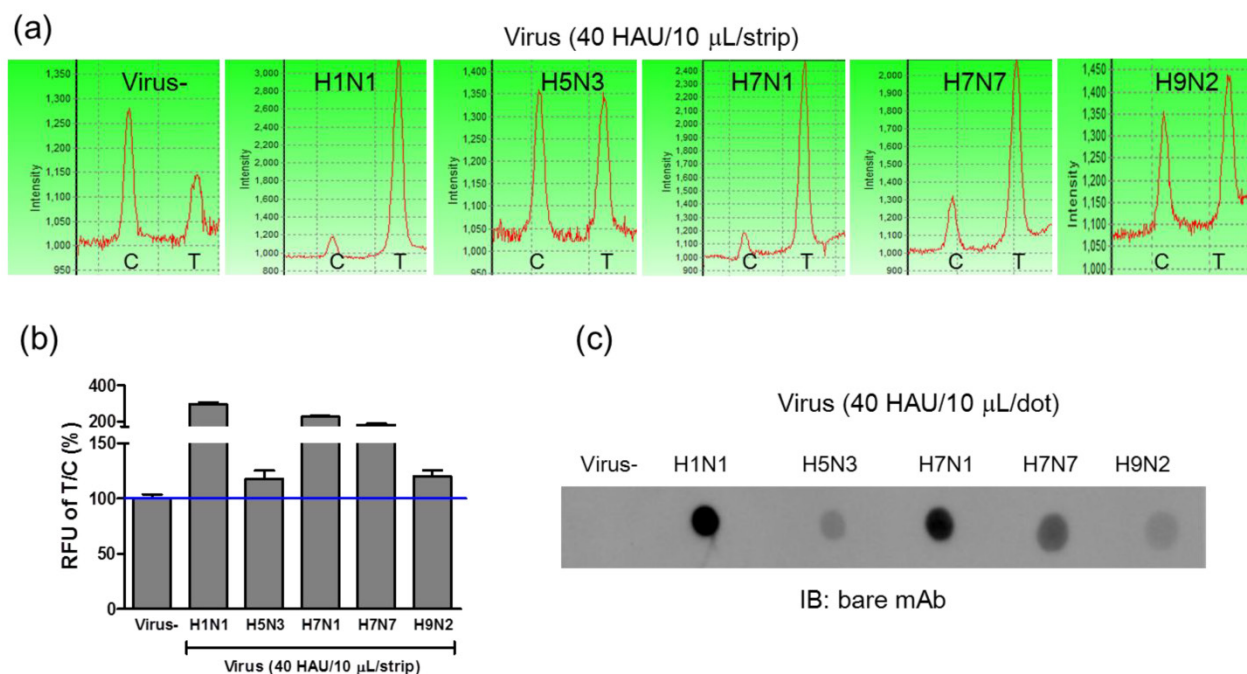 (a)
Virus (40 HAU/10 μL/strip)
Virus-
1,350
1,300
1,250
1,200
1,150
1,100
1,050
1,000
950
Intensity
C T
H1N1
3,000
2,800
2,600
2,400
2,200
2,000
1,800
1,600
1,400
1,200
1,000
800
Intensity
C T
H5N3
1,400
1,350
1,300
1,250
1,200
1,150
1,100
1,050
1,000
950
Intensity
C T
H7N1
2,400
2,300
2,200
2,100
2,000
1,900
1,800
1,700
1,600
1,500
1,400
1,300
1,200
1,100
1,000
900
Intensity
C T
H7N7
2,000
1,900
1,800
1,700
1,600
1,500
1,400
1,300
1,200
1,100
1,000
900
Intensity
C T
H9N2
1,450
1,400
1,350
1,300
1,250
1,200
1,150
1,100
1,050
1,000
Intensity
C T
(b)
RFU of T/C (%)
400
200
150
100
50
0
Virus- H1N1 H5N3 H7N1 H7N7 H9N2
Virus (40 HAU/10 μL/strip)
(c)
Virus (40 HAU/10 μL/dot)
Virus- H1N1 H5N3 H7N1 H7N7 H9N2
IB: bare mAb